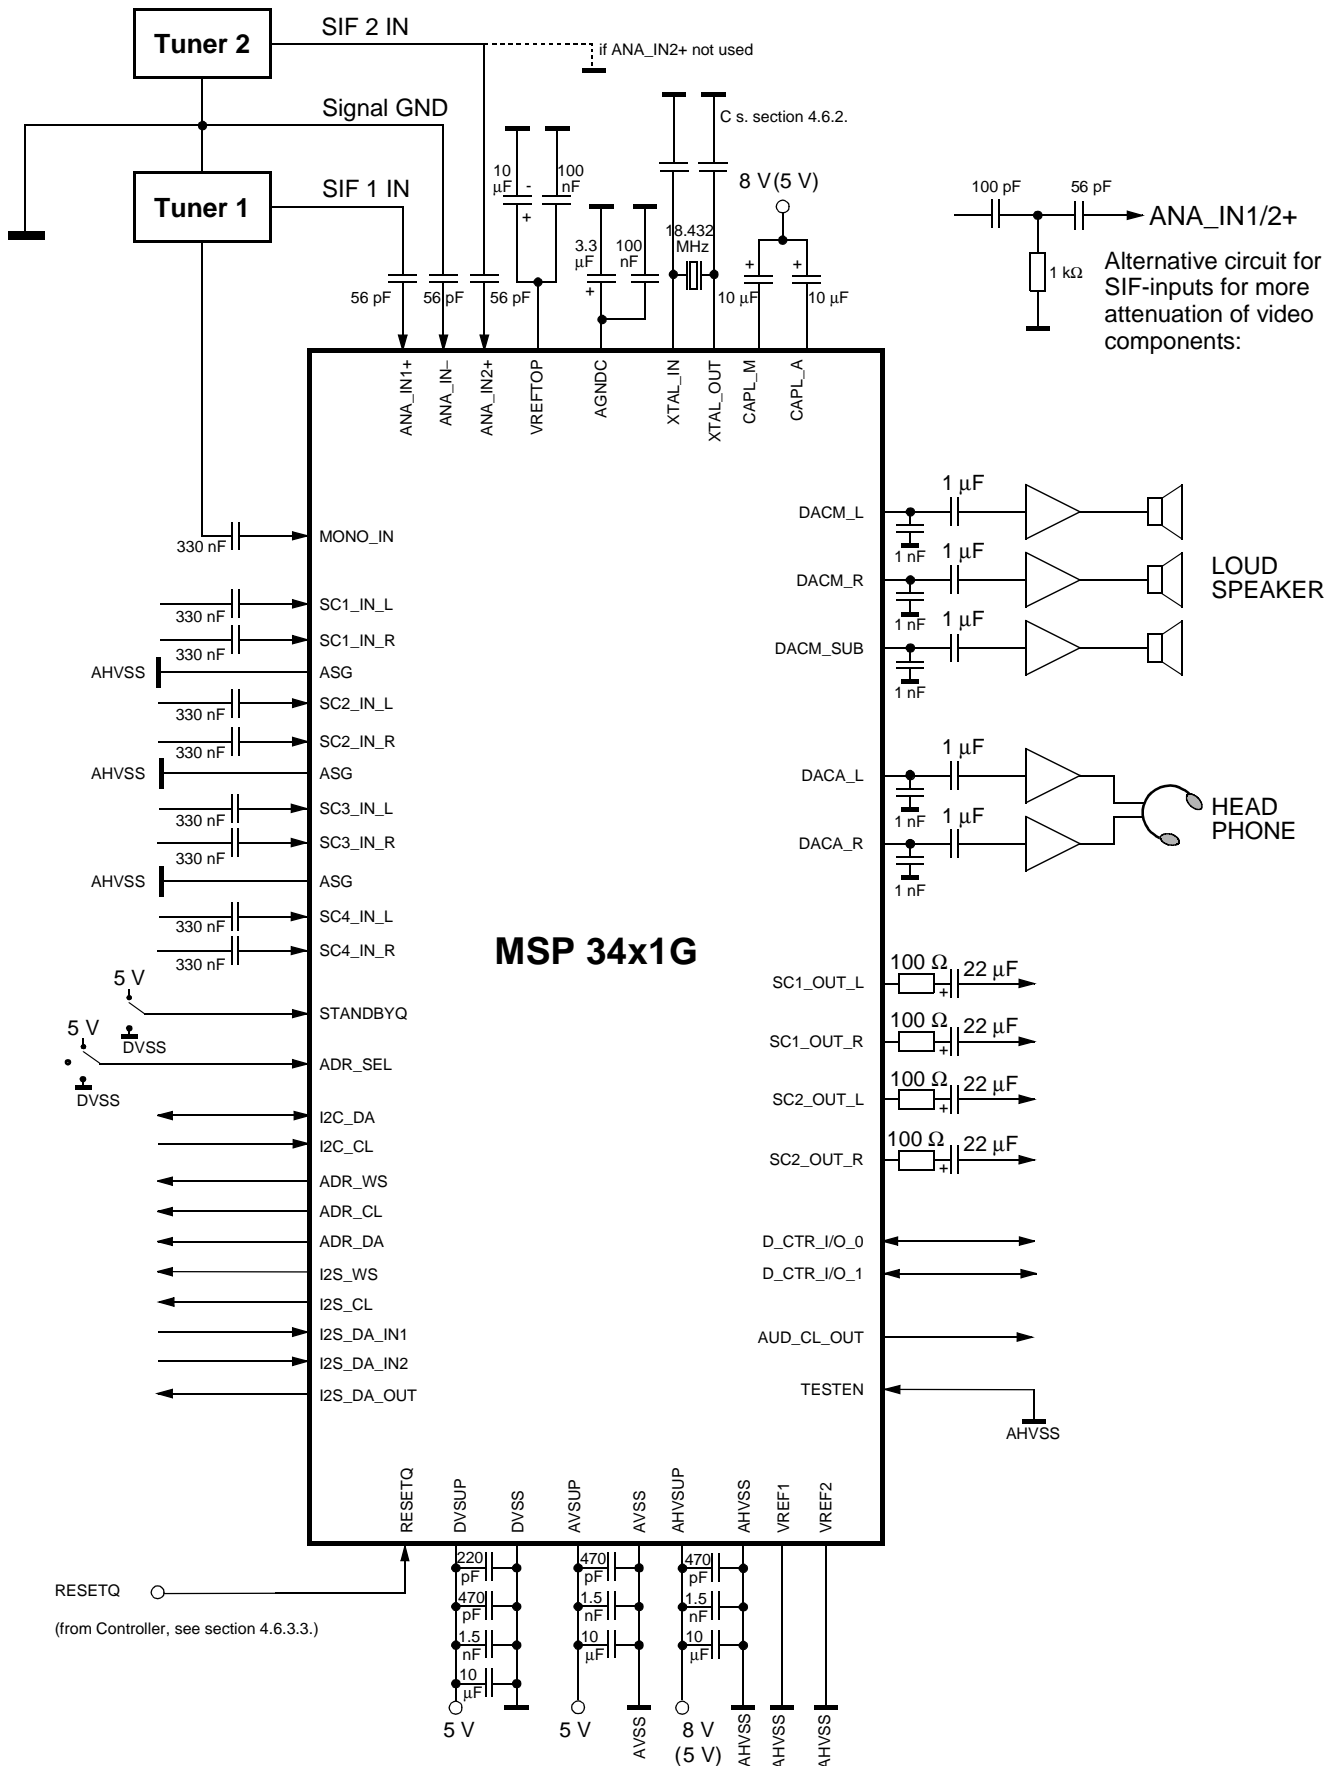 Tuner 2
SIF 2 IN
if ANA_IN2+ not used
Signal GND
Tuner 1
SIF 1 IN
10
μF
-
+
100
nF
3.3
μF
+
100
nF
C s. section 4.6.2.
18.432
MHz
8 V(5 V)
+
+
10 μF
10 μF
56 pF
56 pF
56 pF
100 pF
56 pF
ANA_IN1/2+
1 kΩ
Alternative circuit for
SIF-inputs for more
attenuation of video
components:
ANA_IN1+
ANA_IN–
ANA_IN2+
VREFTOP
AGNDC
XTAL_IN
XTAL_OUT
CAPL_M
CAPL_A
330 nF
MONO_IN
330 nF
SC1_IN_L
330 nF
SC1_IN_R
AHVSS
ASG
330 nF
SC2_IN_L
330 nF
SC2_IN_R
AHVSS
ASG
330 nF
SC3_IN_L
330 nF
SC3_IN_R
AHVSS
ASG
330 nF
SC4_IN_L
330 nF
SC4_IN_R
5 V
DVSS
STANDBYQ
5 V
DVSS
ADR_SEL
I2C_DA
I2C_CL
ADR_WS
ADR_CL
ADR_DA
I2S_WS
I2S_CL
I2S_DA_IN1
I2S_DA_IN2
I2S_DA_OUT
MSP 34x1G
DACM_L
1 μF
1 nF
DACM_R
1 μF
1 nF
DACM_SUB
1 μF
1 nF
LOUD
SPEAKER
DACA_L
1 μF
1 nF
DACA_R
1 μF
1 nF
HEAD
PHONE
SC1_OUT_L
100 Ω
+
22 μF
SC1_OUT_R
100 Ω
+
22 μF
SC2_OUT_L
100 Ω
+
22 μF
SC2_OUT_R
100 Ω
+
22 μF
D_CTR_I/O_0
D_CTR_I/O_1
AUD_CL_OUT
TESTEN
AHVSS
RESETQ
DVSUP
DVSS
AVSUP
AVSS
AHVSUP
AHVSS
VREF1
VREF2
220
pF
470
pF
1.5
nF
10
μF
470
pF
1.5
nF
10
μF
470
pF
1.5
nF
10
μF
RESETQ
(from Controller, see section 4.6.3.3.)
5 V
5 V
AVSS
8 V
(5 V)
AHVSS
AHVSS
AHVSS